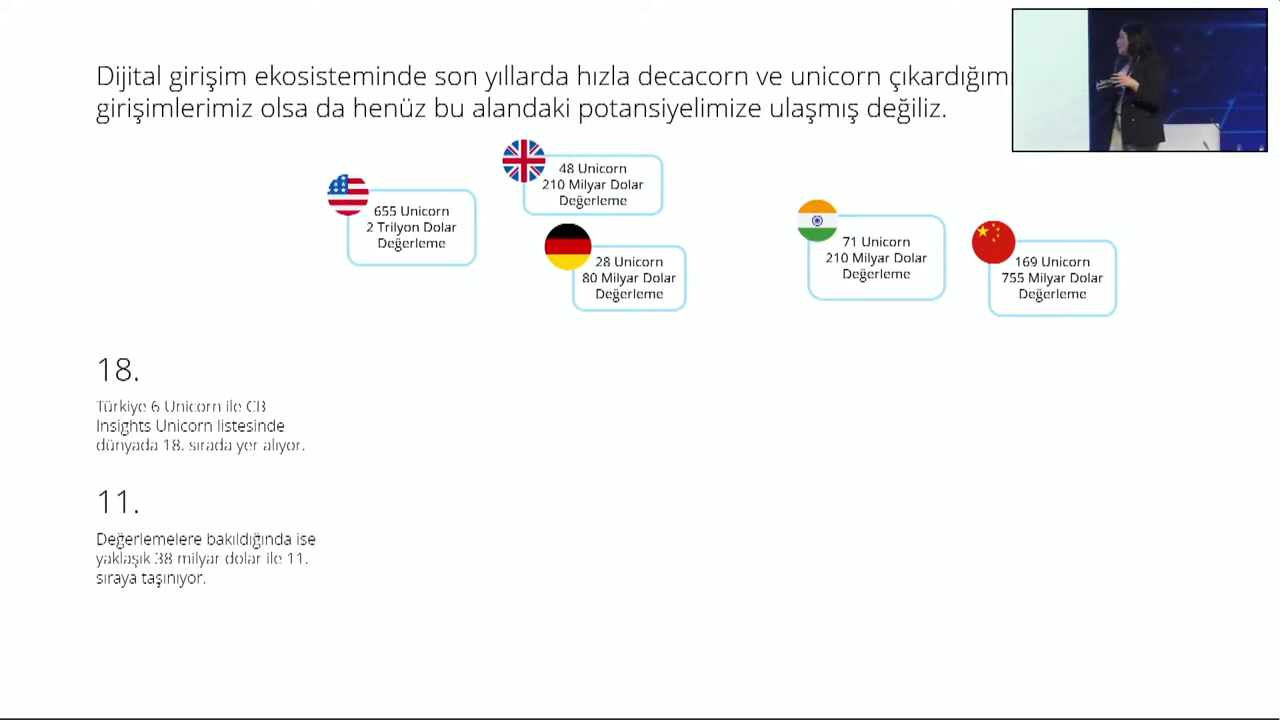 Dijital girişim ekosisteminde son yıllarda hızla decacorn ve unicorn
girişimlerimiz olsa da henüz bu alandaki potansiyelimize ulaşmış değiliz.
48 Unicorn
210 Milyar Dolar
Değerleme
655 Unicorn
2 Trilyon Dolar
Değerleme
28 Unicorn
80 Milyar Dolar
Değerleme
71 Unicorn
210 Milyar Dolar
Değerleme
169 Unicorn
755 Milyar Dolar
Değerleme
18.
Türkiye 6 Unicorn ile CB
Insights Unicorn listesinde
dünyada 18. sırada yer alıyor.
11.
Değerlemelere bakıldığında ise
yaklaşık 38 milyar dolar ile 11.
sıraya taşınıyor.